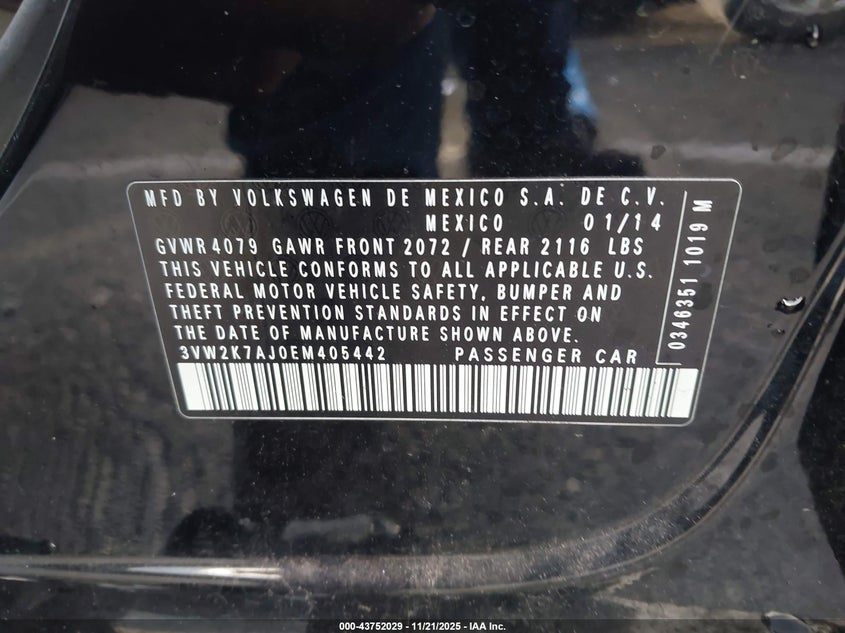 MFD BY VOLKSWAGEN DE MEXICO S.A. DE C.V.
MEXICO 01/14
GVWR 4079 GAWR FRONT 2072 / REAR 2116 LBS
THIS VEHICLE CONFORMS TO ALL APPLICABLE U.S.
FEDERAL MOTOR VEHICLE SAFETY, BUMPER AND
THEFT PREVENTION STANDARDS IN EFFECT ON
THE DATE OF MANUFACTURE SHOWN ABOVE.
3VW2K7AJ0EM405442 PASSENGER CAR
0346351 1019 M
000-43752029 - 11/21/2025 - IAA Inc.